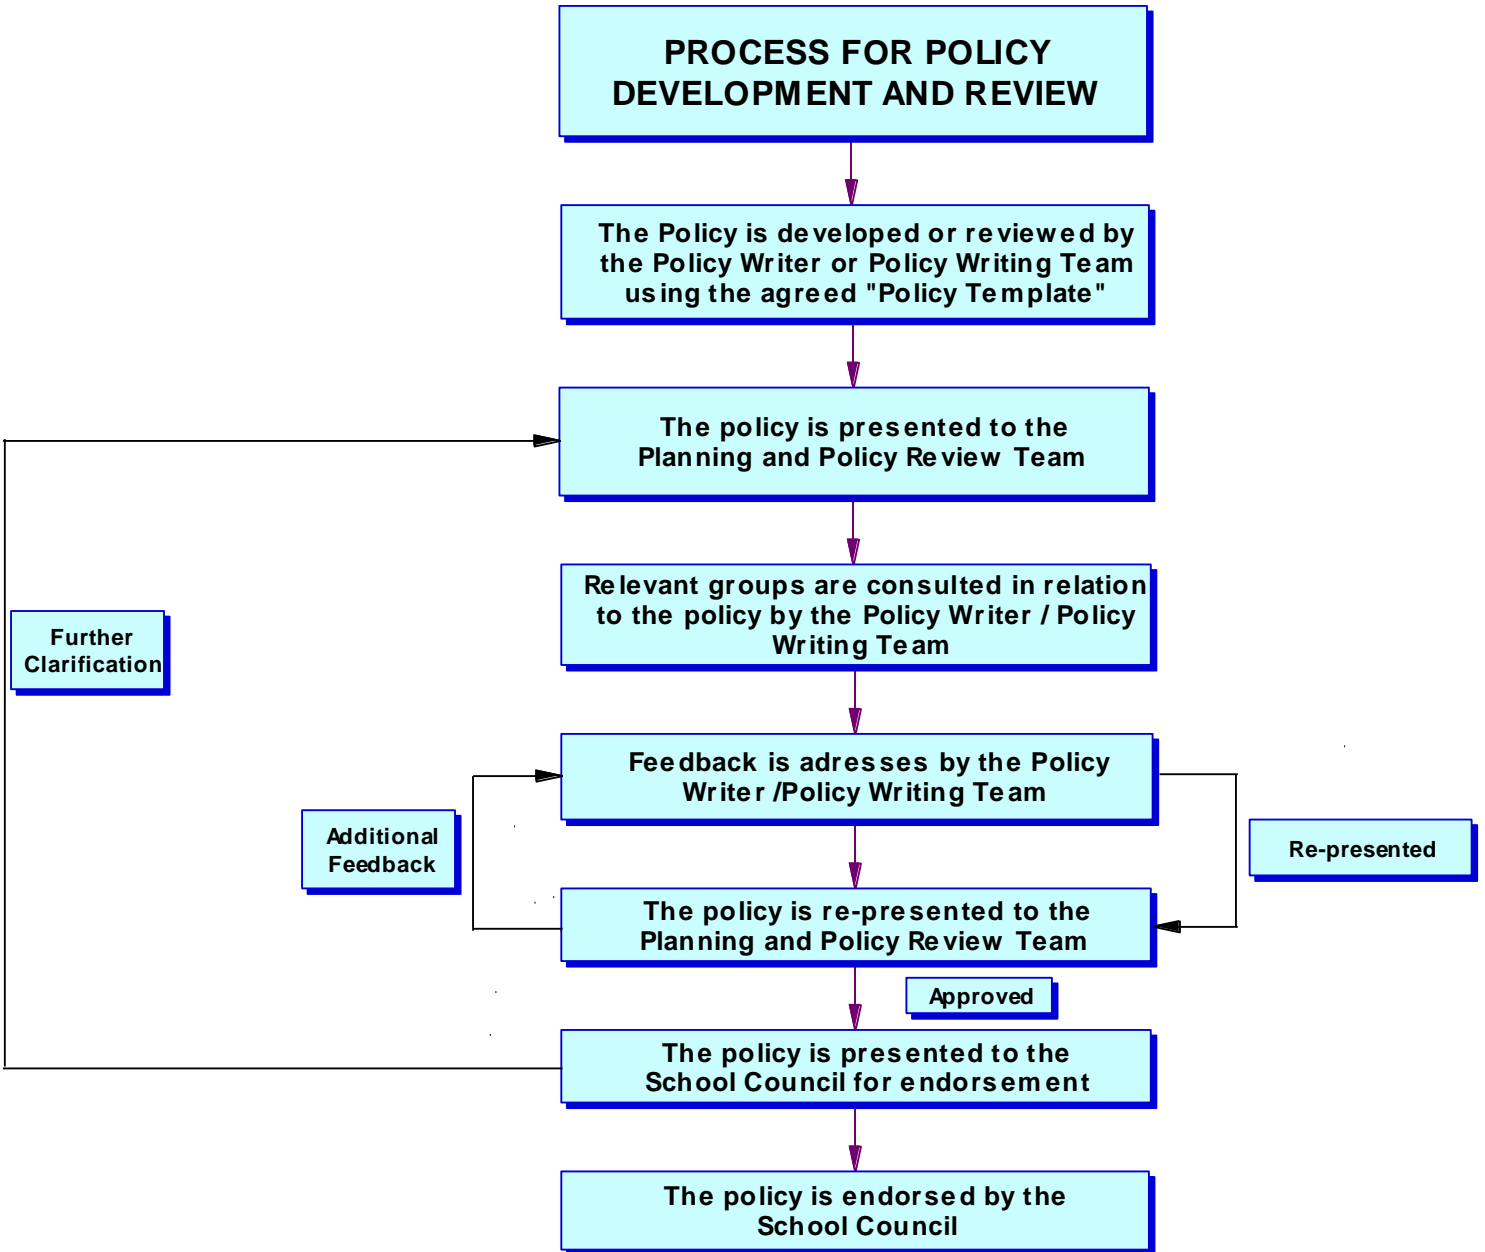 PROCESS FOR POLICY
DEVELOPMENT AND REVIEW
The Policy is developed or reviewed by
the Policy Writer or Policy Writing Team
using the agreed "Policy Template"
The policy is presented to the
Planning and Policy Review Team
Relevant groups are consulted in relation
to the policy by the Policy Writer / Policy
Writing Team
Further
Clarification
Feedback is adresses by the Policy
Writer /Policy Writing Team
Additional
Feedback
Re-presented
The policy is re-presented to the
Planning and Policy Review Team
Approved
The policy is presented to the
School Council for endorsement
The policy is endorsed by the
School Council